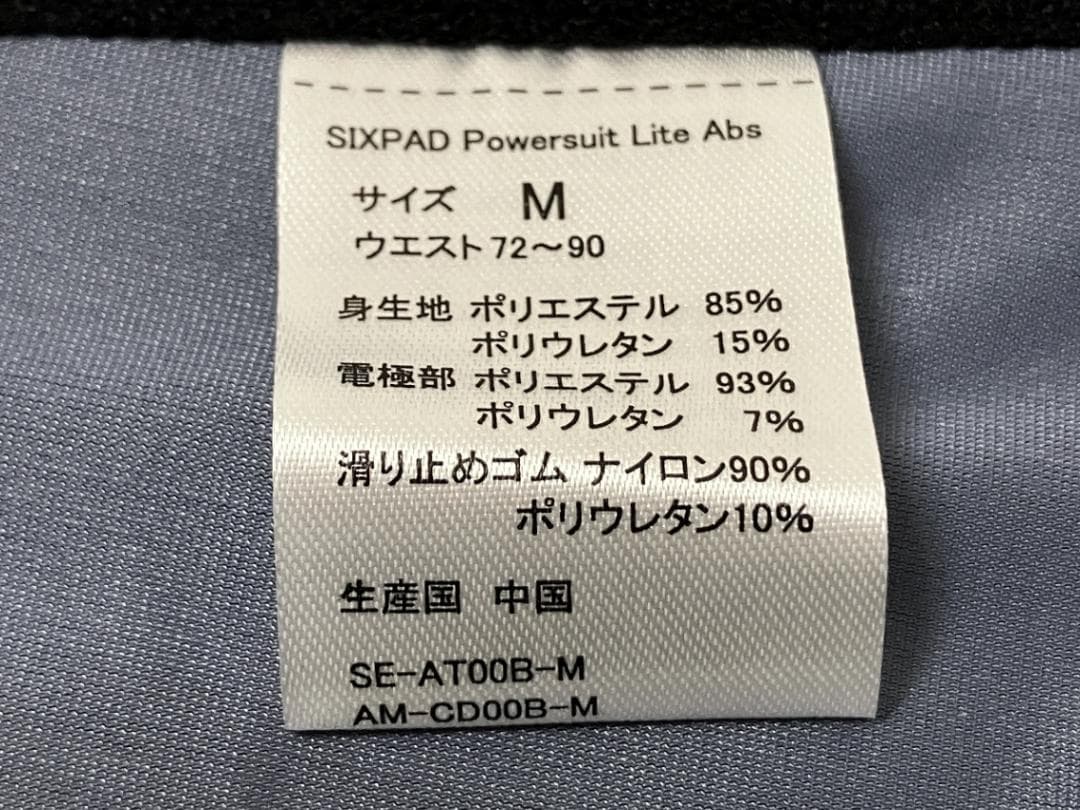 SIXPAD Powersuit Lite Abs
サイズ M
ウエスト72～90
身生地 ポリエステル 85%
ポリウレタン 15%
電極部 ポリエステル 93%
ポリウレタン 7%
滑り止めゴム ナイロン90%
ポリウレタン10%
生産国 中国
SE-AT00B-M
AM-CD00B-M